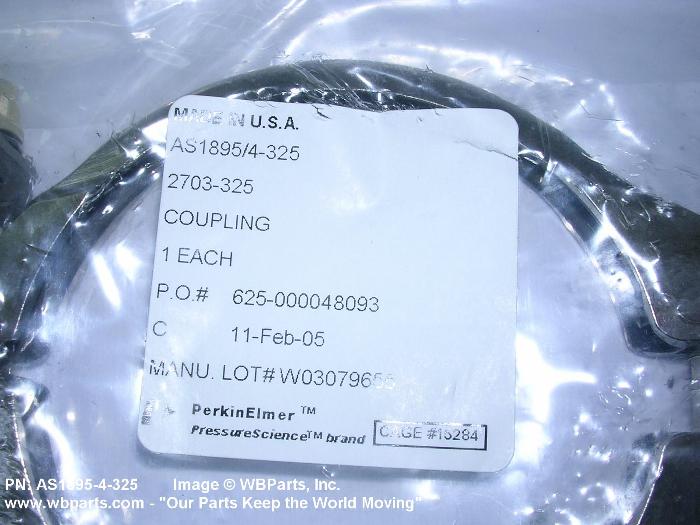 MADE IN U.S.A.
AS1895/4-325
2703-325
COUPLING
1 EACH
P.O.# 625-000048093
C 11-Feb-05
MANU. LOT# W03079655
PerkinElmer™
PressureScience™ brand
CAGE #15284
PN: AS1895-4-325 Image © WBParts, Inc.
www.wbparts.com - "Our Parts Keep the World Moving"